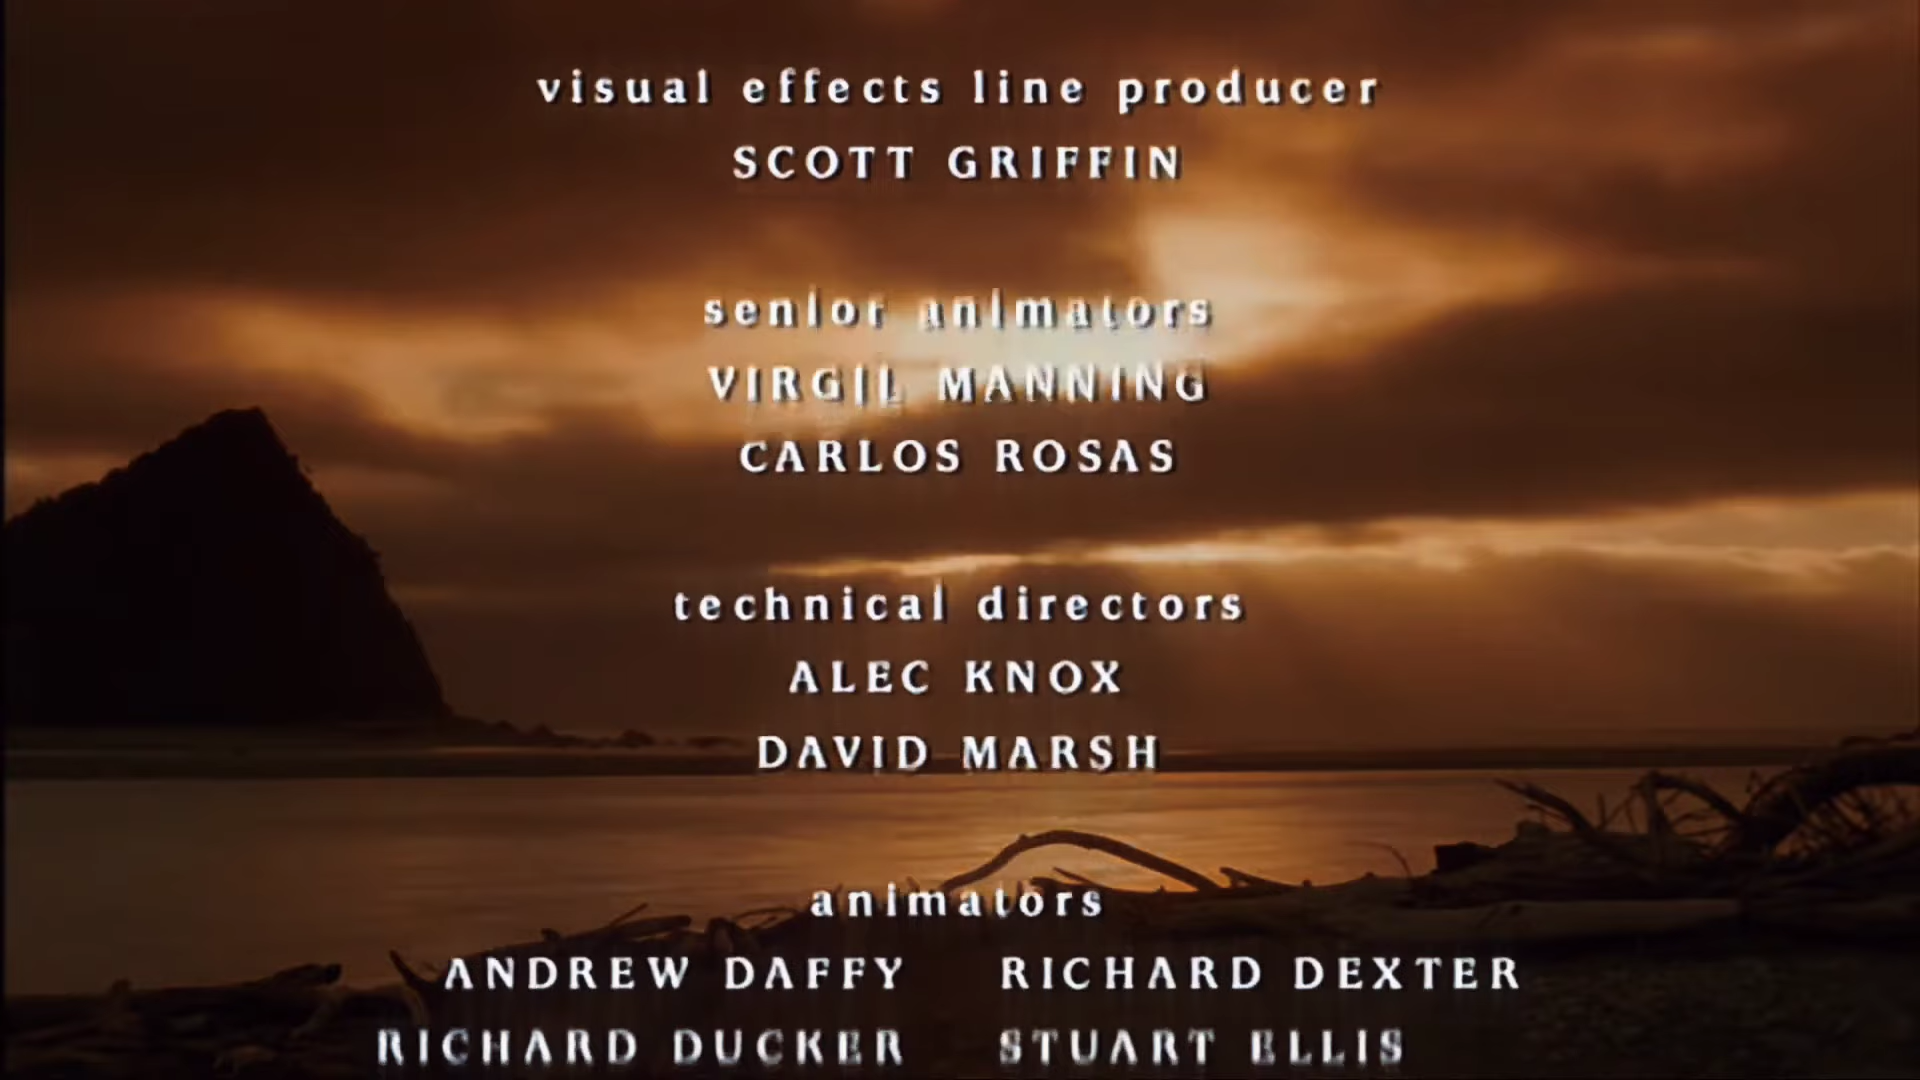 visual effects line producer
SCOTT GRIFFIN
senior animators
VIRGIL MANNING
CARLOS ROSAS
technical directors
ALEC KNOX
DAVID MARSH
animators
ANDREW DAFFY RICHARD DEXTER
RICHARD DUCKER STUART ELLIS